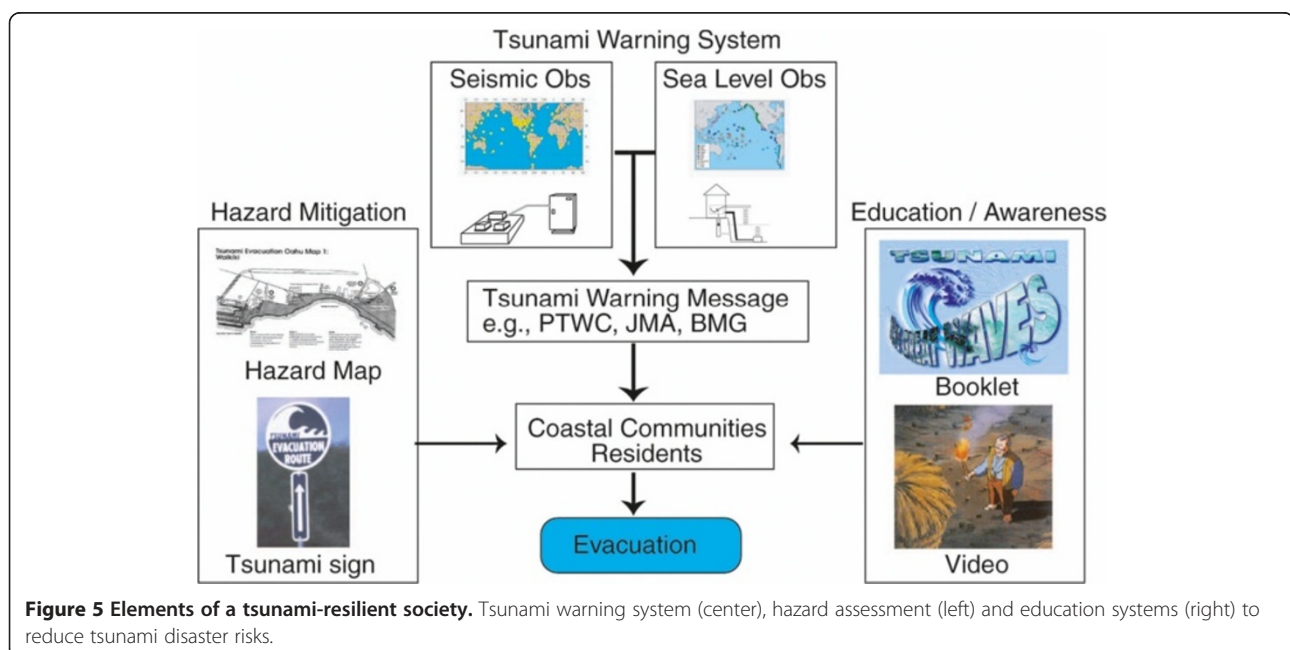 Tsunami Warning System
Seismic Obs
Sea Level Obs
Hazard Mitigation
Tsunami Evacuation Oahu Map 1:
Waikiki
Hazard Map
TSUNAMI
EVACUATION
ROUTE
Tsunami sign
Tsunami Warning Message
e.g., PTWC, JMA, BMG
Coastal Communities
Residents
Evacuation
Education / Awareness
TSUNAMI
GREAT WAVES
Booklet
Video
Figure 5 Elements of a tsunami-resilient society. Tsunami warning system (center), hazard assessment (left) and education systems (right) to
reduce tsunami disaster risks.